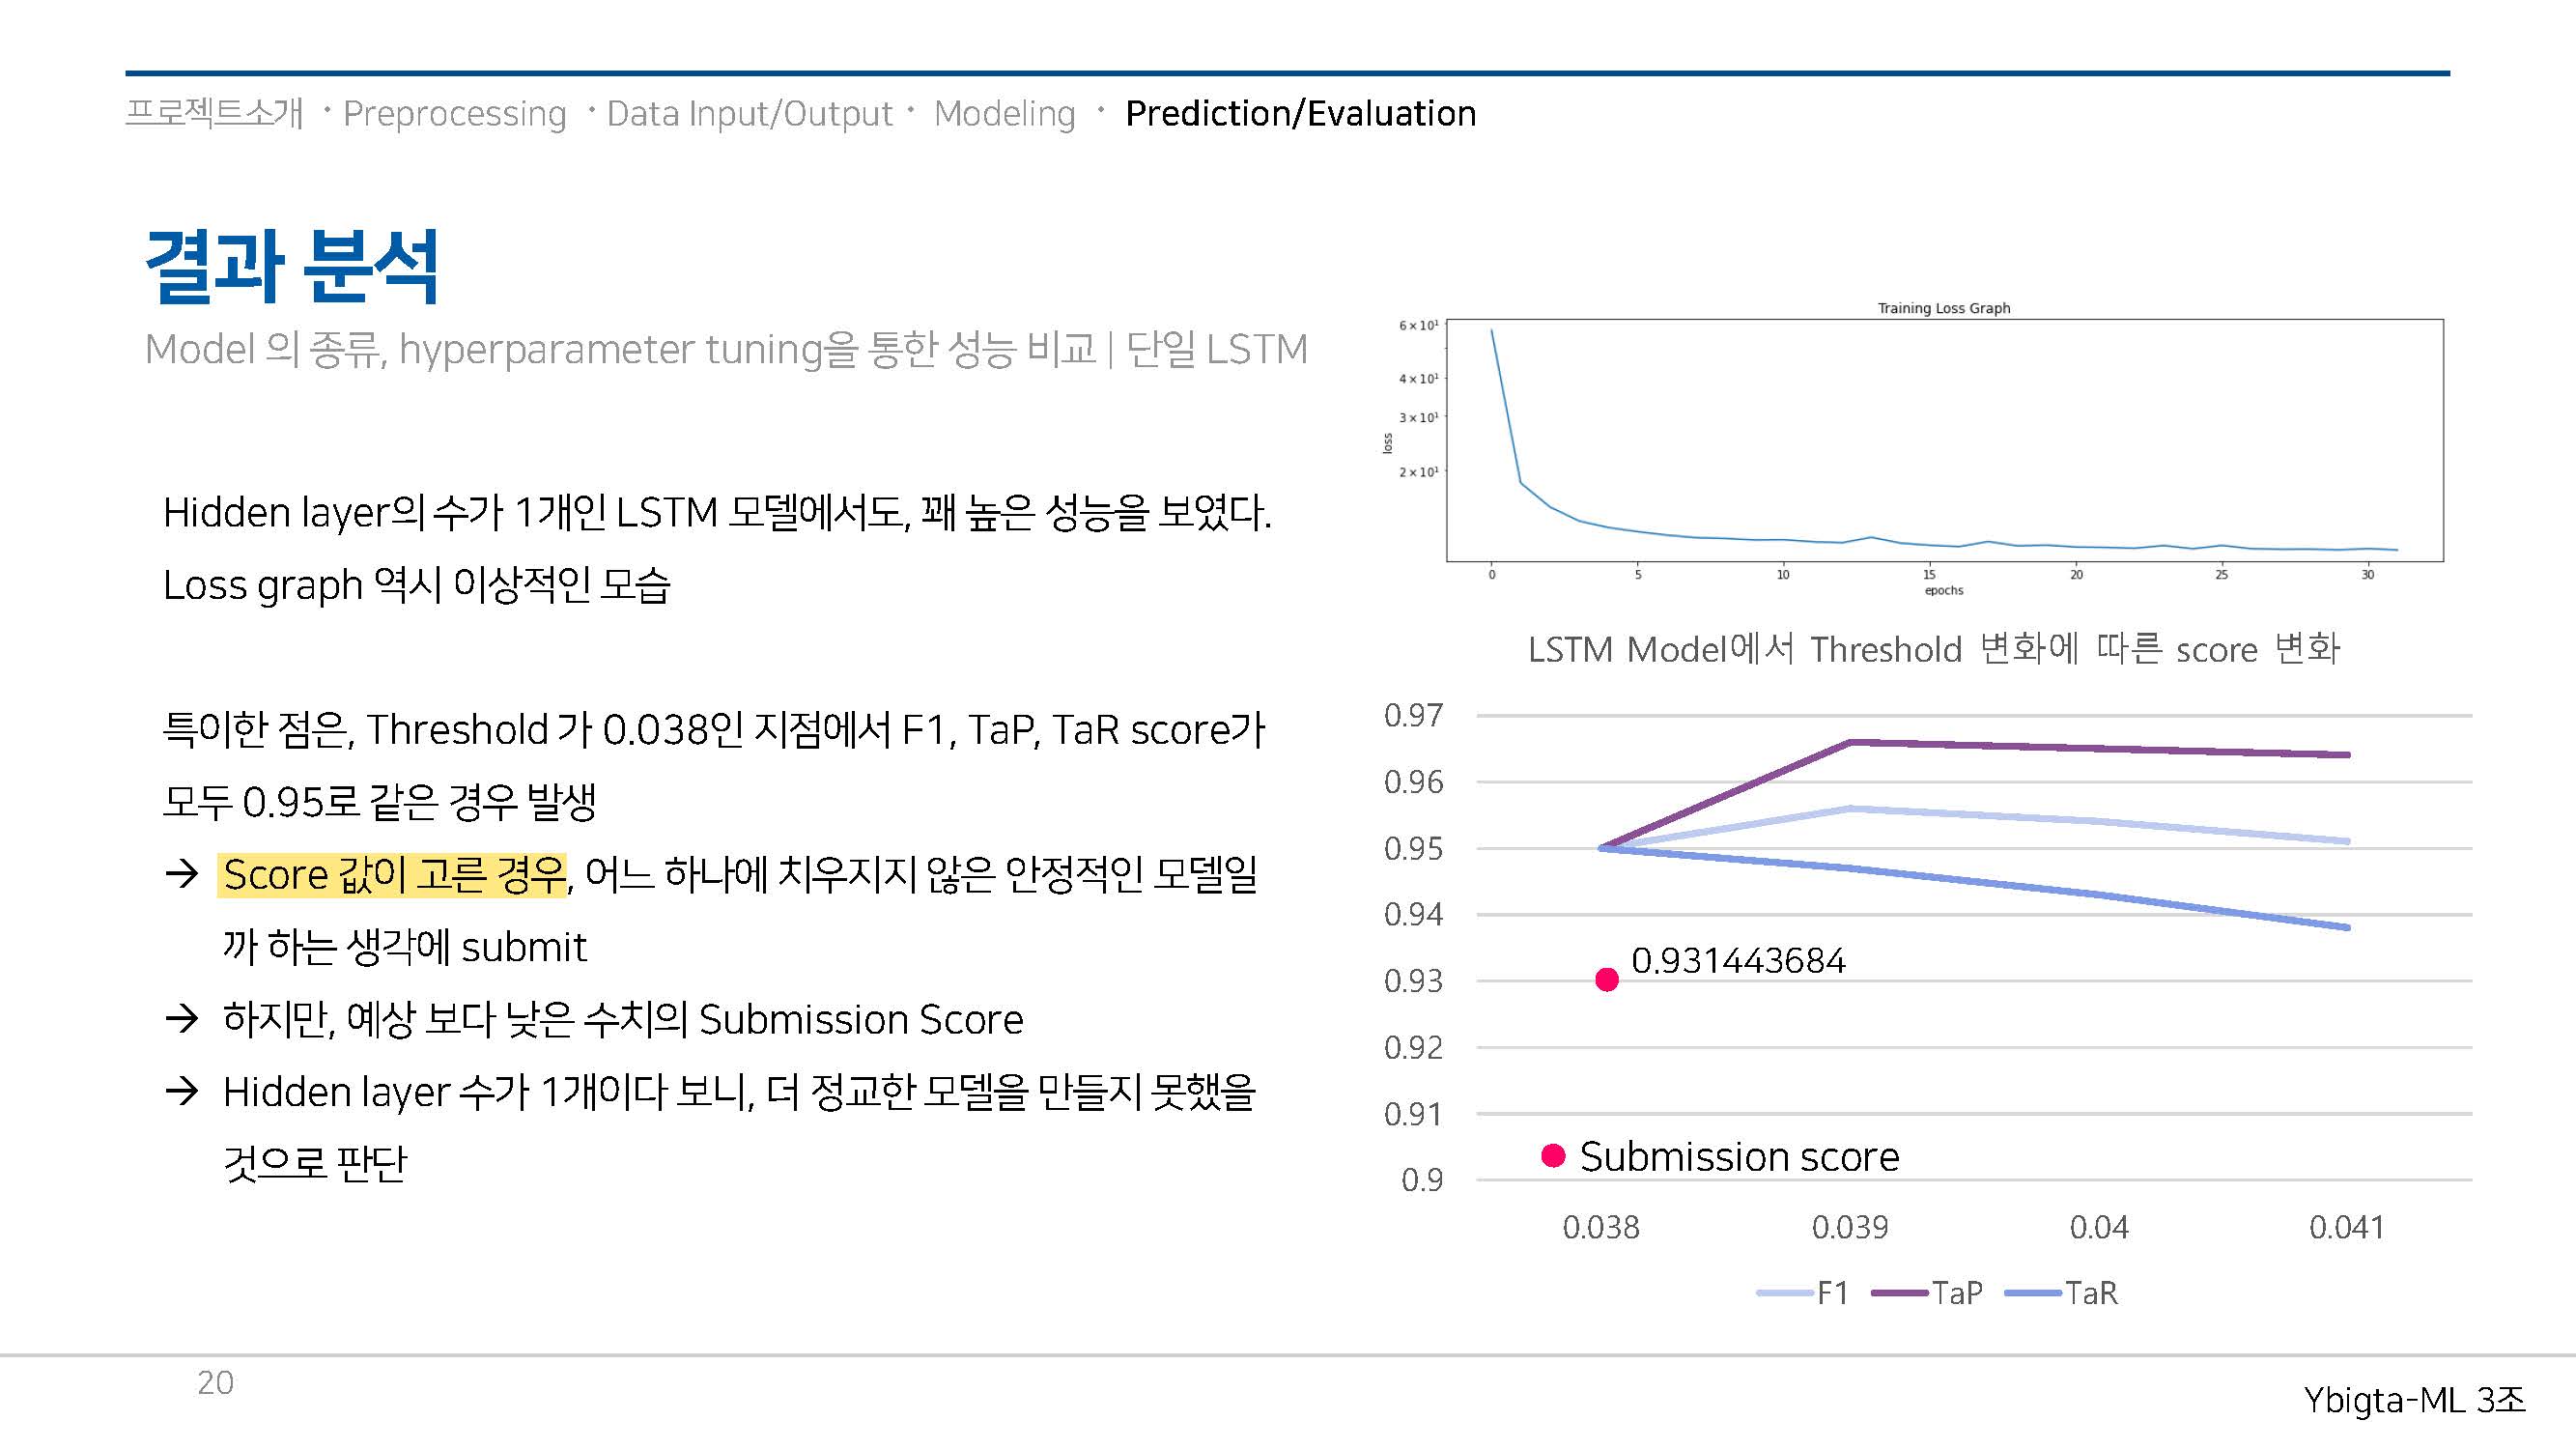 프로젝트소개 · Preprocessing · Data Input/Output · Modeling · Prediction/Evaluation
결과 분석
Model 의 종류, hyperparameter tuning을 통한 성능 비교 | 단일 LSTM
Hidden layer의 수가 1개인 LSTM 모델에서도, 꽤 높은 성능을 보였다.
Loss graph 역시 이상적인 모습
특이한 점은, Threshold 가 0.038인 지점에서 F1, TaP, TaR score가
모두 0.95로 같은 경우 발생
→ Score 값이 고른 경우, 어느 하나에 치우지지 않은 안정적인 모델일
까 하는 생각에 submit
→ 하지만, 예상 보다 낮은 수치의 Submission Score
→ Hidden layer 수가 1개이다 보니, 더 정교한 모델을 만들지 못했을
것으로 판단
Training Loss Graph
6 × 10¹
4 × 10¹
3 × 10¹
2 × 10¹
loss
0 5 10 15 20 25 30
epochs
LSTM Model에서 Threshold 변화에 따른 score 변화
0.97
0.96
0.95
0.94
0.93
0.92
0.91
0.9
0.931443684
Submission score
0.038 0.039 0.04 0.041
F1 TaP TaR
20
Ybigta-ML 3조